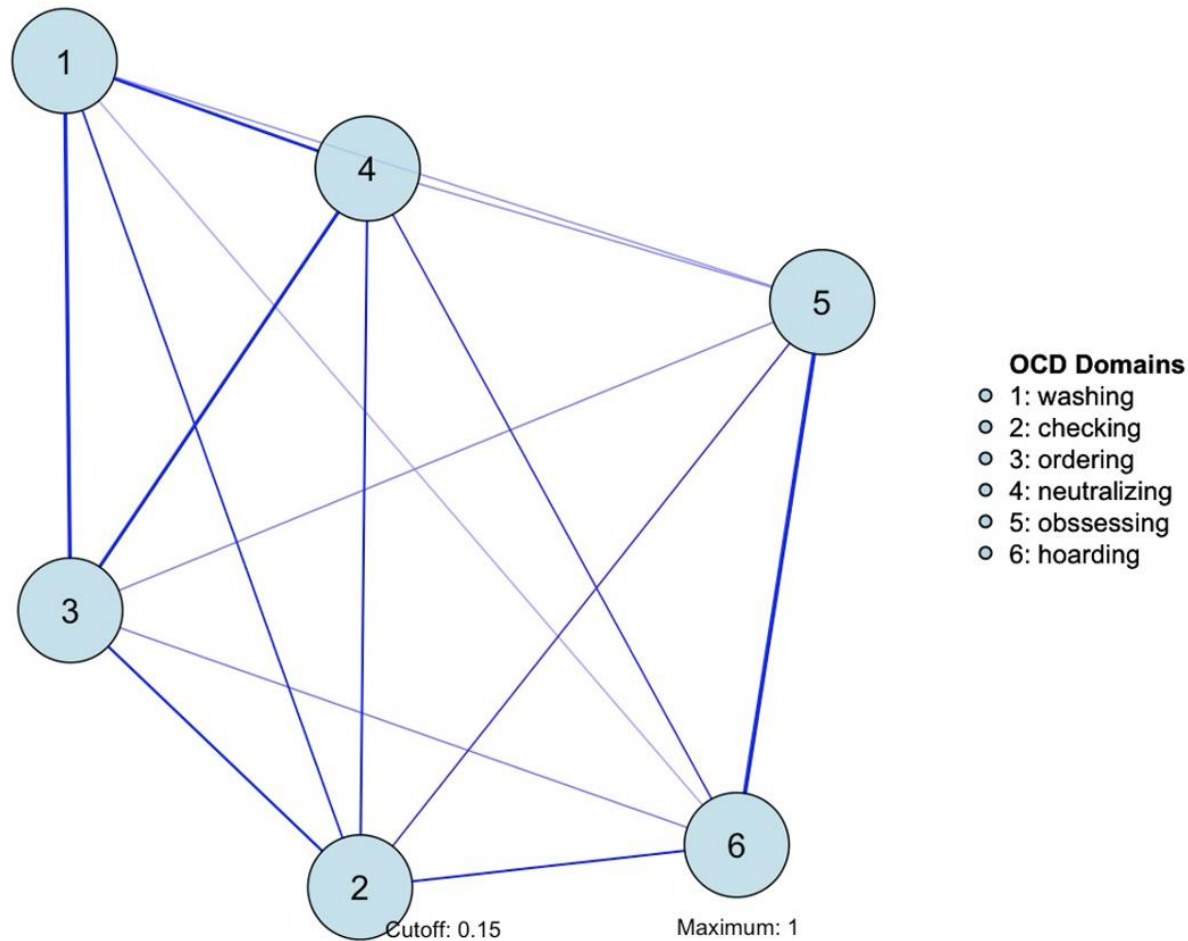 1
4
5
OCD Domains
1: washing
2: checking
3: ordering
4: neutralizing
5: obssessing
6: hoarding
3
6
2
Cutoff: 0.15
Maximum: 1